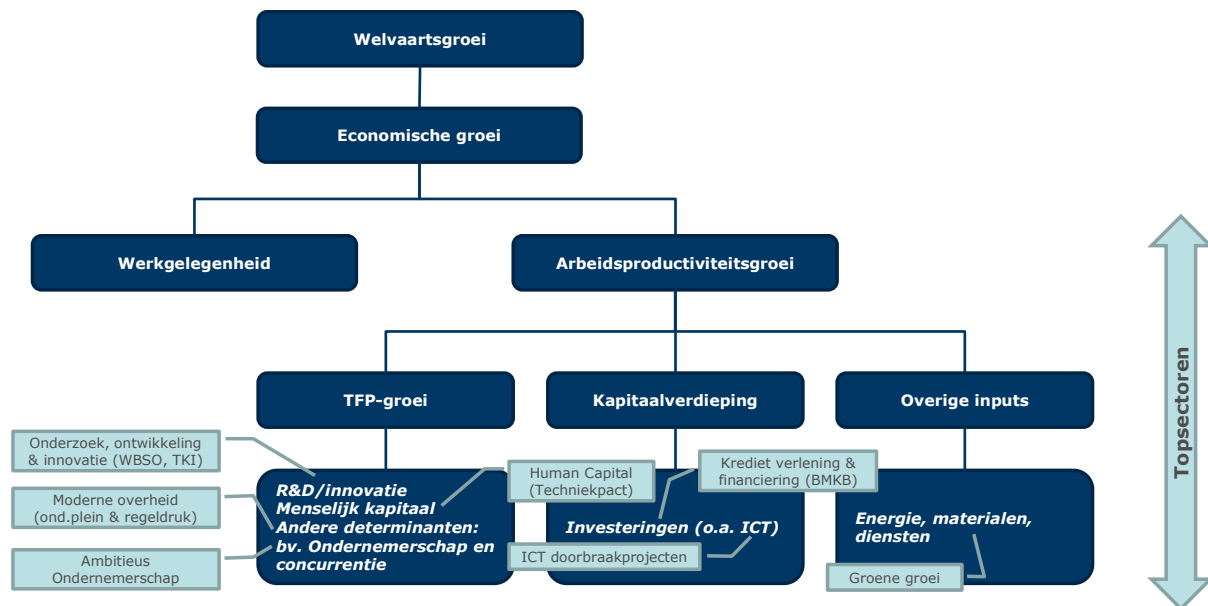 Welvaartsgroei
Economische groei
Werkgelegenheid
Arbeidsproductiviteitsgroei
TFP-groei
Kapitaalverdieping
Overige inputs
Onderzoek, ontwikkeling
& innovatie (WBSO, TKI)
Moderne overheid
(ond.plein & regeldruk)
Ambitieus
Ondernemerschap
R&D/innovatie
Menselijk kapitaal
Andere determinanten:
bv. Ondernemerschap en
concurrentie
Human Capital
(Techniekpact)
Krediet verlening &
financiering (BMKB)
Investeringen (o.a. ICT)
ICT doorbraakprojecten
Energie, materialen,
diensten
Groene groei
Topsectoren